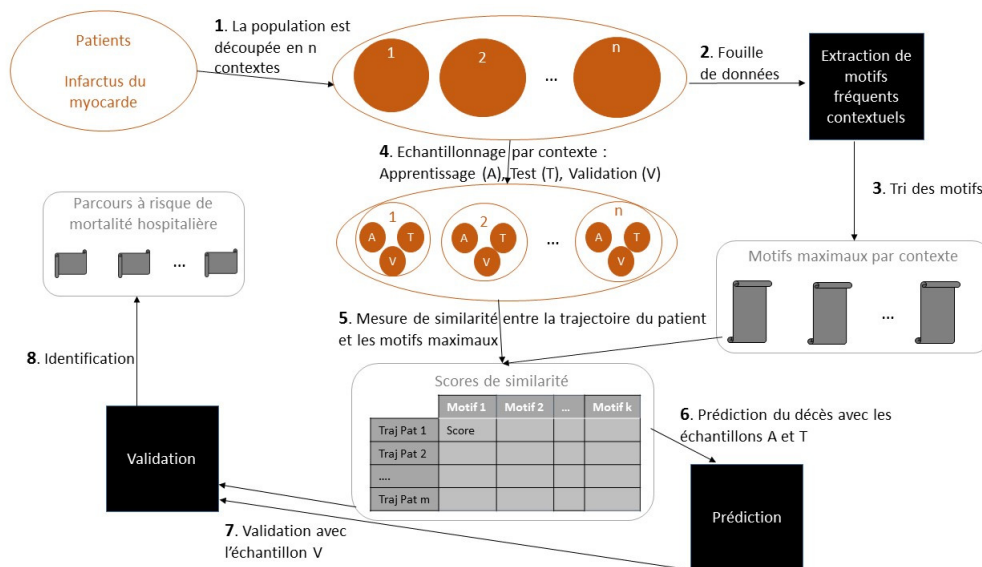 Patients
Infarctus du
myocarde
1. La population est
découpée en n
contextes
1
2
...
n
2. Fouille
de données
Extraction de
motifs
fréquents
contextuels
3. Tri des motifs
4. Echantillonnage par contexte :
Apprentissage (A), Test (T), Validation (V)
1
A
T
V
2
A
T
V
...
n
A
T
V
Motifs maximaux par contexte
...
5. Mesure de similarité entre la trajectoire du patient
et les motifs maximaux
Scores de similarité
Motif 1 Motif 2 ... Motif k
Traj Pat 1 Score
Traj Pat 2
....
Traj Pat m
6. Prédiction du décès avec les
échantillons A et T
Prédiction
7. Validation avec
l'échantillon V
Validation
8. Identification
Parcours à risque de
mortalité hospitalière
...